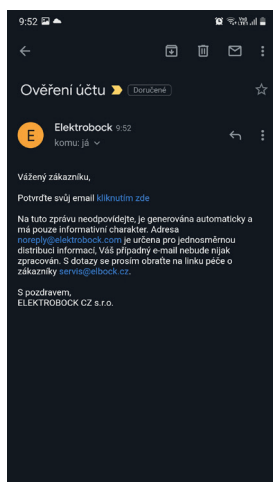 9:52
Ověření účtu
Doručené
E
Elektrobock 9:52
komu: já
Vážený zákazníku,
Potvrďte svůj email kliknutím zde
Na tuto zprávu neodpovídejte, je generována automaticky a
má pouze informativní charakter. Adresa
noreply@elektrobock.com je určena pro jednosměrnou
distribuci informací, Váš případný e-mail nebude nijak
zpracován. S dotazy se prosím obraťte na linku péče o
zákazníky servis@elbock.cz.
S pozdravem,
ELEKTROBOCK CZ s.r.o.